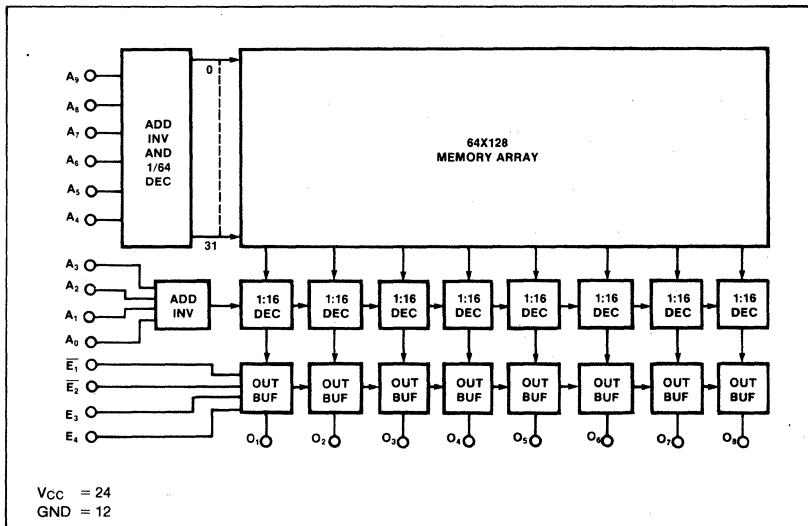 A9
A8
A7
A6
A5
A4
ADD
INV
AND
1/64
DEC
0
31
64X128
MEMORY ARRAY
A3
A2
A1
A0
ADD
INV
1:16
DEC
1:16
DEC
1:16
DEC
1:16
DEC
1:16
DEC
1:16
DEC
1:16
DEC
1:16
DEC
E̅1
E̅2
E3
E4
OUT
BUF
OUT
BUF
OUT
BUF
OUT
BUF
OUT
BUF
OUT
BUF
OUT
BUF
OUT
BUF
O1
O2
O3
O4
O5
O6
O7
O8
VCC = 24
GND = 12